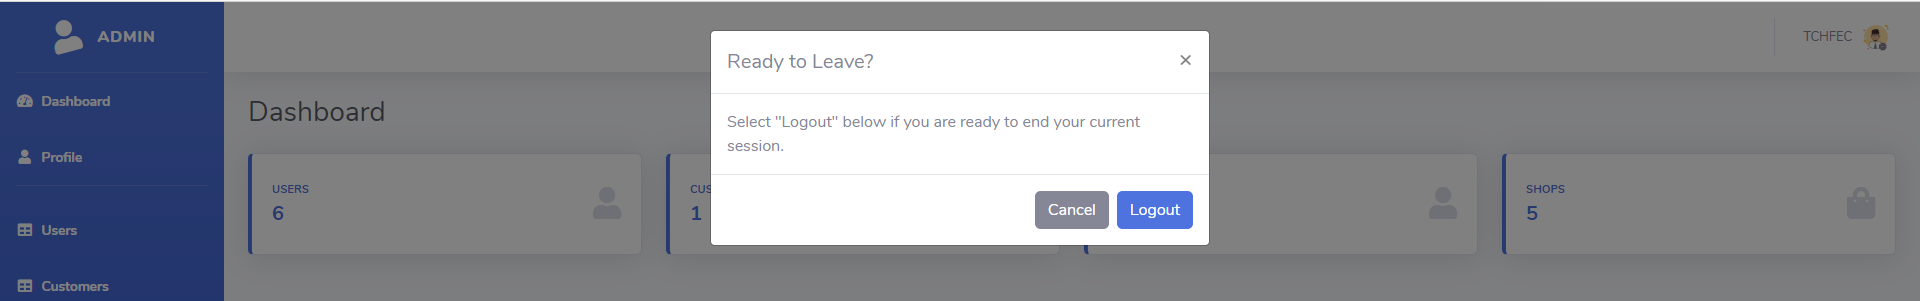 ADMIN
Dashboard
Profile
Users
Customers
TCHFEC
Dashboard
USERS
6
1
SHOPS
5
Ready to Leave?
×
Select "Logout" below if you are ready to end your current
session.
Cancel
Logout